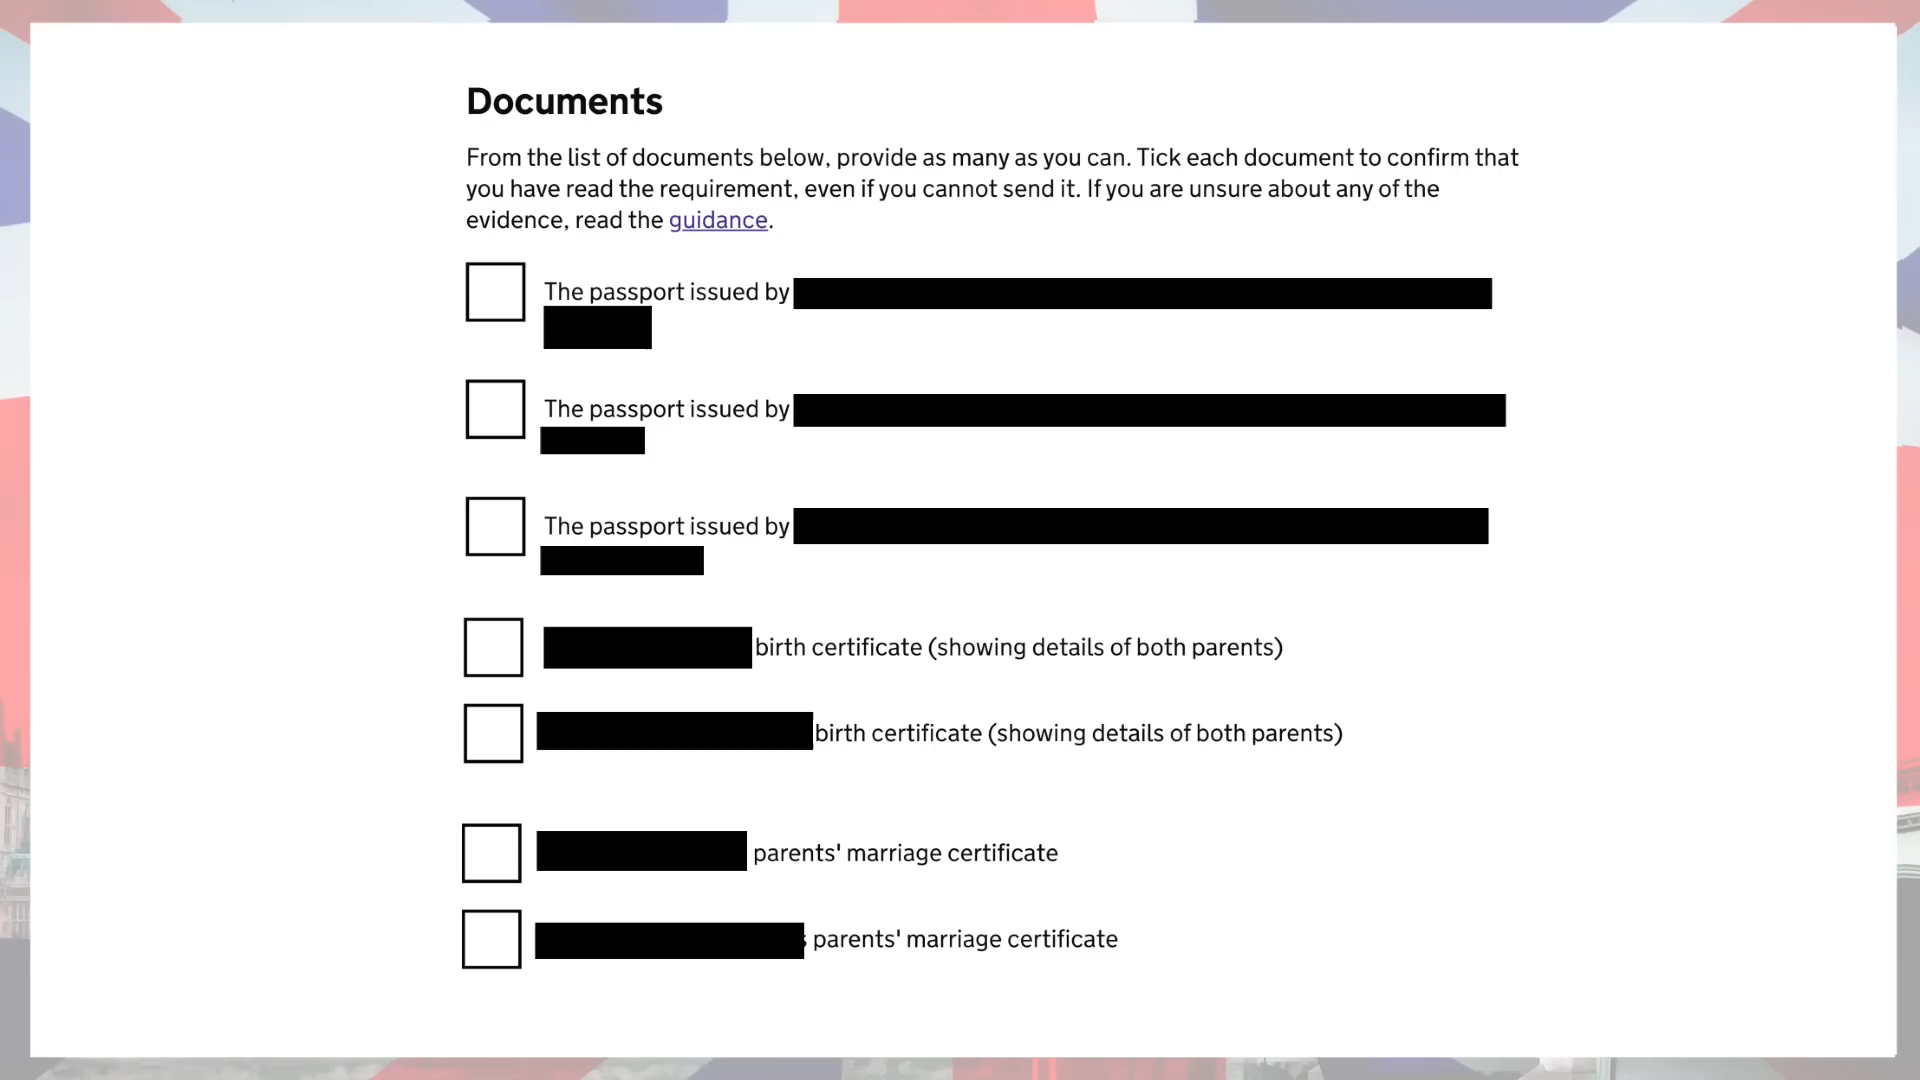 Documents
From the list of documents below, provide as many as you can. Tick each document to confirm that
you have read the requirement, even if you cannot send it. If you are unsure about any of the
evidence, read the guidance.
The passport issued by
The passport issued by
The passport issued by
birth certificate (showing details of both parents)
birth certificate (showing details of both parents)
parents' marriage certificate
parents' marriage certificate